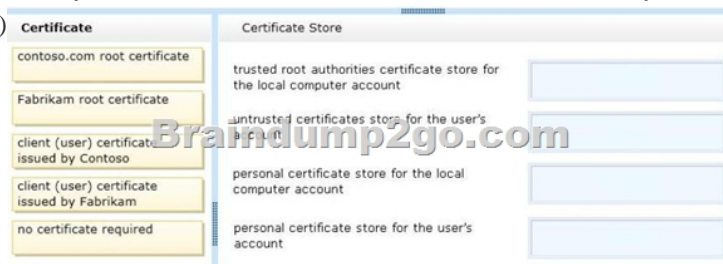 ) Certificate
Certificate Store
contoso.com root certificate
Fabrikam root certificate
client (user) certificate
issued by Contoso
client (user) certificate
issued by Fabrikam
no certificate required
trusted root authorities certificate store for
the local computer account
untrusted certificates store for the user's
account
personal certificate store for the local
computer account
personal certificate store for the user's
account
Braindump2go.com